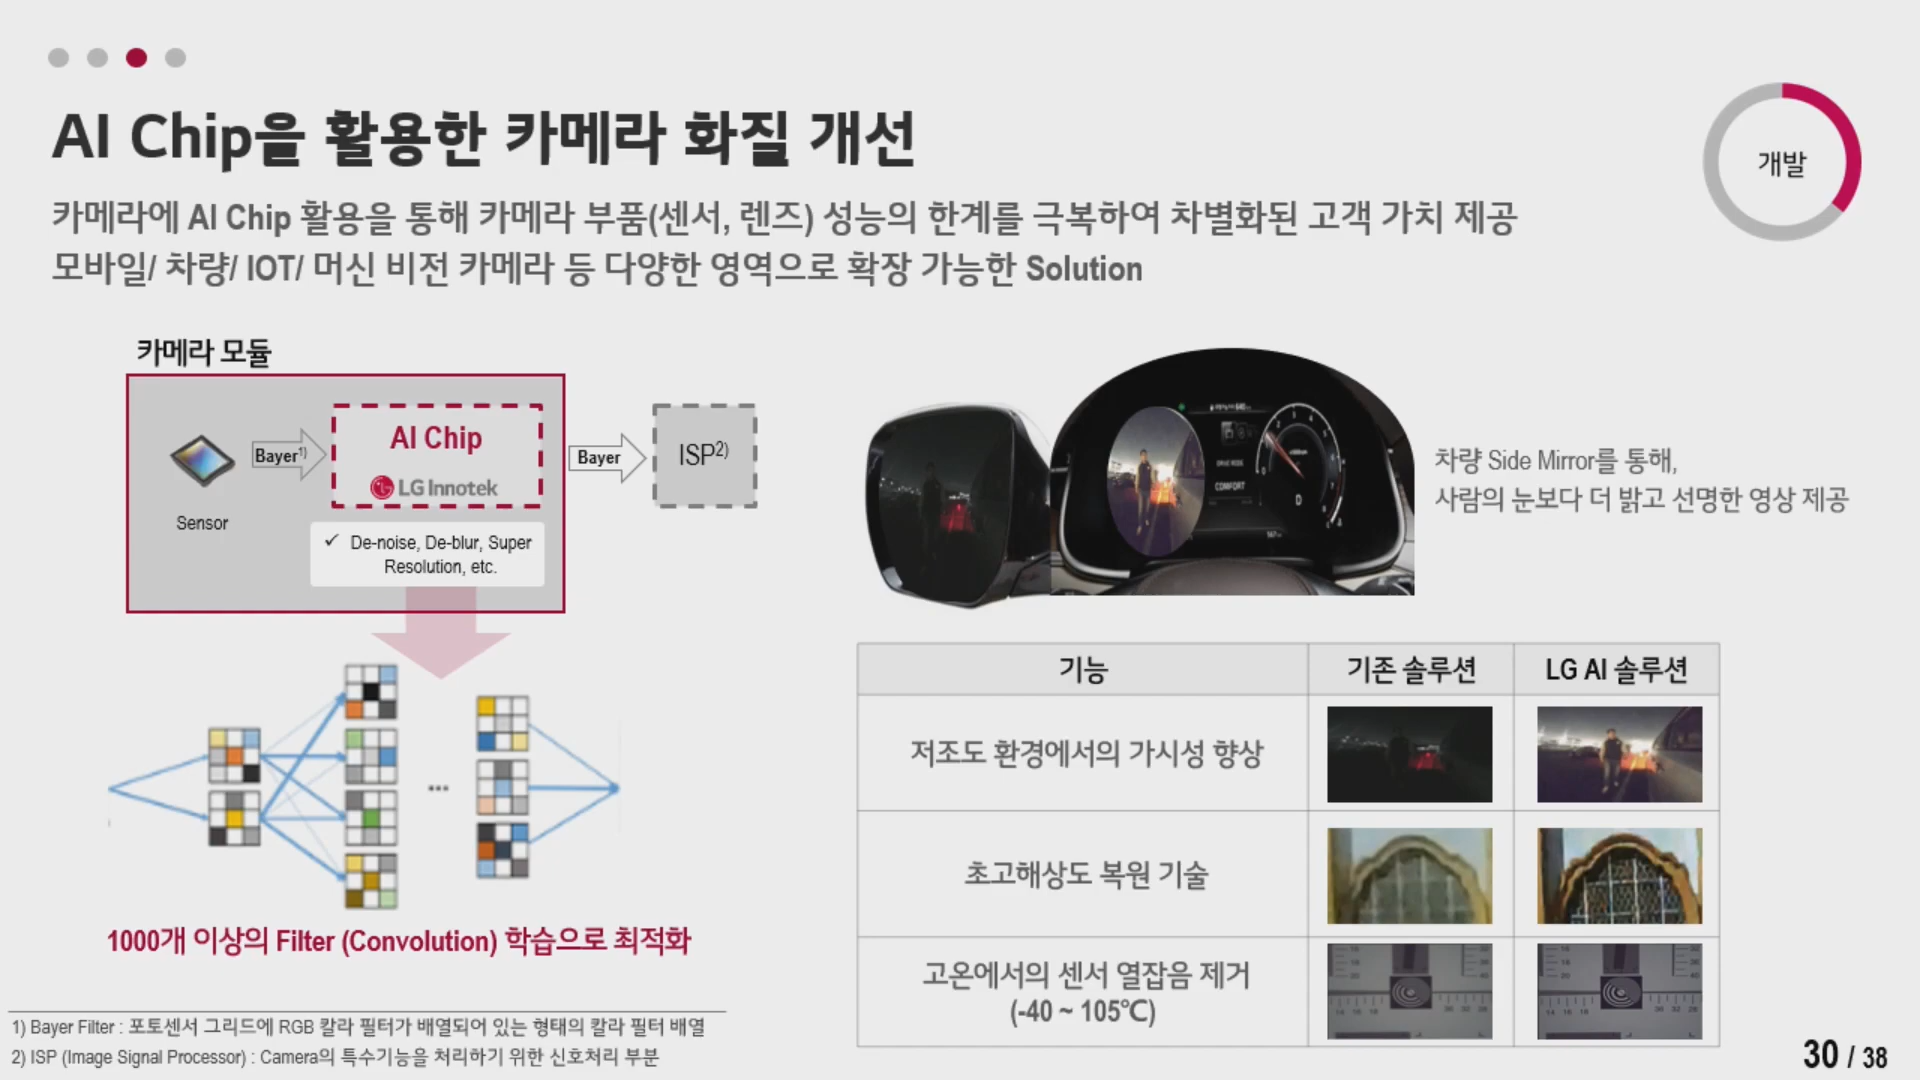 AI Chip을 활용한 카메라 화질 개선
개발
카메라에 AI Chip 활용을 통해 카메라 부품(센서, 렌즈) 성능의 한계를 극복하여 차별화된 고객 가치 제공
모바일/ 차량/ IOT/ 머신 비전 카메라 등 다양한 영역으로 확장 가능한 Solution
카메라 모듈
Sensor
Bayer1)
AI Chip
LG Innotek
✓ De-noise, De-blur, Super
Resolution, etc.
Bayer
ISP2)
...
1000개 이상의 Filter (Convolution) 학습으로 최적화
DRIVE MODE
COMFORT
D
차량 Side Mirror를 통해,
사람의 눈보다 더 밝고 선명한 영상 제공
기능 기존 솔루션 LG AI 솔루션
저조도 환경에서의 가시성 향상
초고해상도 복원 기술
고온에서의 센서 열잡음 제거
(-40 ~ 105℃)
1) Bayer Filter : 포토센서 그리드에 RGB 칼라 필터가 배열되어 있는 형태의 칼라 필터 배열
2) ISP (Image Signal Processor) : Camera의 특수기능을 처리하기 위한 신호처리 부분
30 / 38